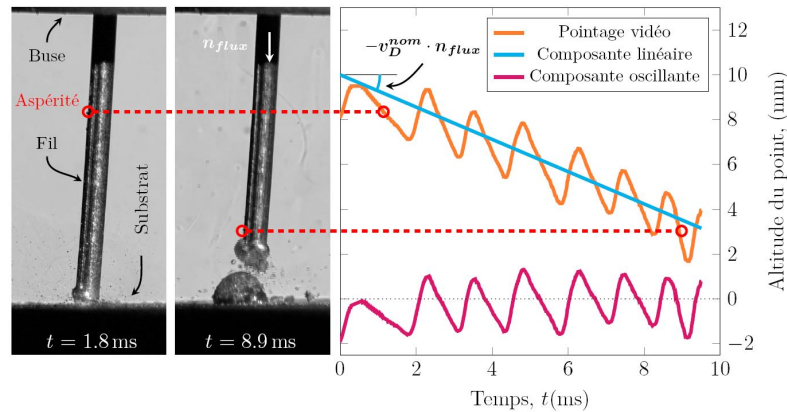 Buse
Aspérité
Fil
Substrat
t = 1.8 ms
n_flux
t = 8.9 ms
−v_D^nom · n_flux
Pointage vidéo
Composante linéaire
Composante oscillante
12
10
8
6
4
2
0
−2
Altitude du point, (mm)
0
2
4
6
8
10
Temps, t(ms)